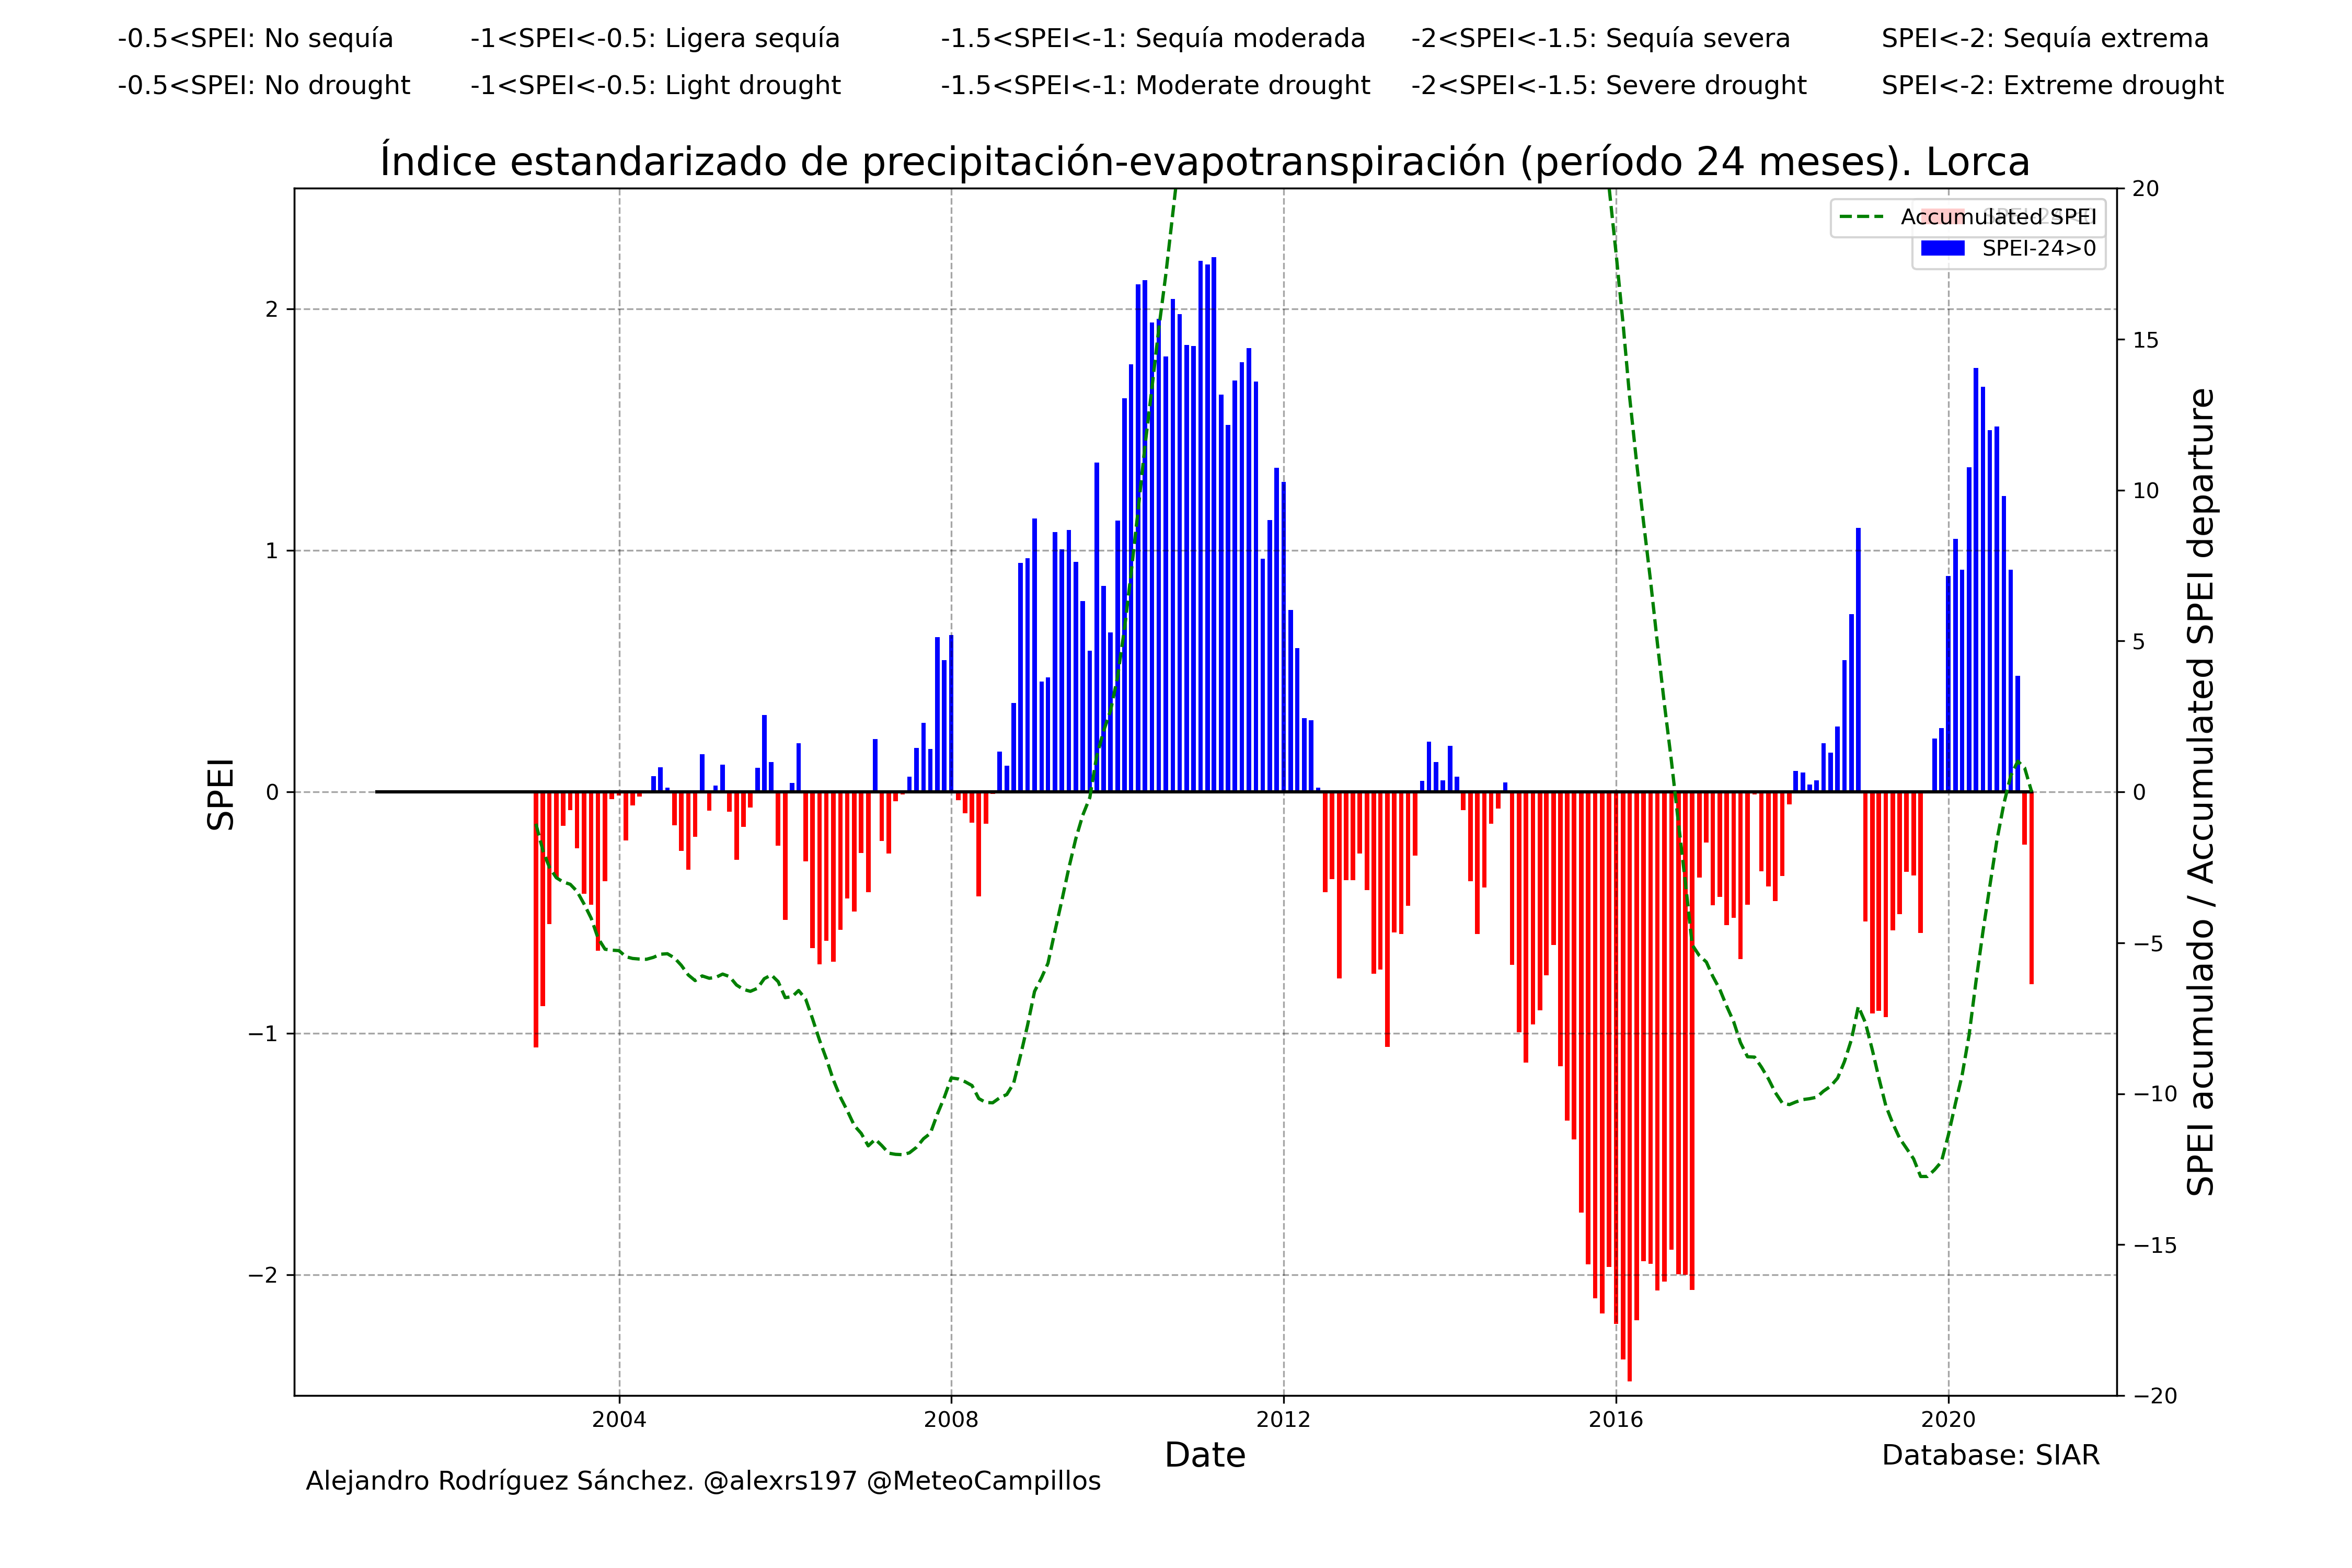 -0.5<SPEI: No sequía -1<SPEI<-0.5: Ligera sequía -1.5<SPEI<-1: Sequía moderada -2<SPEI<-1.5: Sequía severa SPEI<-2: Sequía extrema
-0.5<SPEI: No drought -1<SPEI<-0.5: Light drought -1.5<SPEI<-1: Moderate drought -2<SPEI<-1.5: Severe drought SPEI<-2: Extreme drought
Índice estandarizado de precipitación-evapotranspiración (período 24 meses). Lorca
Accumulated SPEI
SPEI-24>0
SPEI
2
1
0
−1
−2
20
15
10
5
0
−5
−10
−15
−20
SPEI acumulado / Accumulated SPEI departure
2004 2008 2012 2016 2020
Date
Database: SIAR
Alejandro Rodríguez Sánchez. @alexrs197 @MeteoCampillos